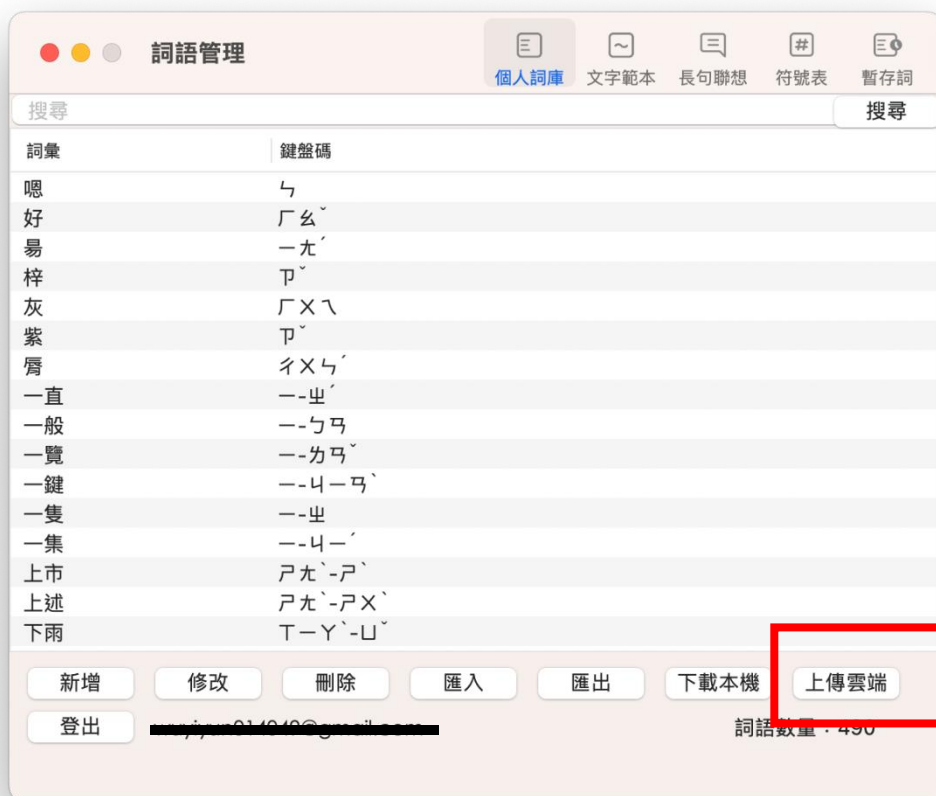 詞語管理
個人詞庫 文字範本 長句聯想 符號表 暫存詞
搜尋 搜尋
詞彙 鍵盤碼
嗯 ㄣ
好 ㄏㄠˇ
昜 ㄧㄤˊ
梓 ㄗˇ
灰 ㄏㄨㄟ
紫 ㄗˇ
脣 ㄔㄨㄣˊ
一直 ㄧ-ㄓˊ
一般 ㄧ-ㄅㄢ
一覽 ㄧ-ㄌㄢˇ
一鍵 ㄧ-ㄐㄧㄢˋ
一隻 ㄧ-ㄓ
一集 ㄧ-ㄐㄧˊ
上市 ㄕㄤˋ-ㄕˋ
上述 ㄕㄤˋ-ㄕㄨˋ
下雨 ㄒㄧㄚˋ-ㄩˇ
新增 修改 刪除 匯入 匯出 下載本機 上傳雲端
登出 詞語數量：490